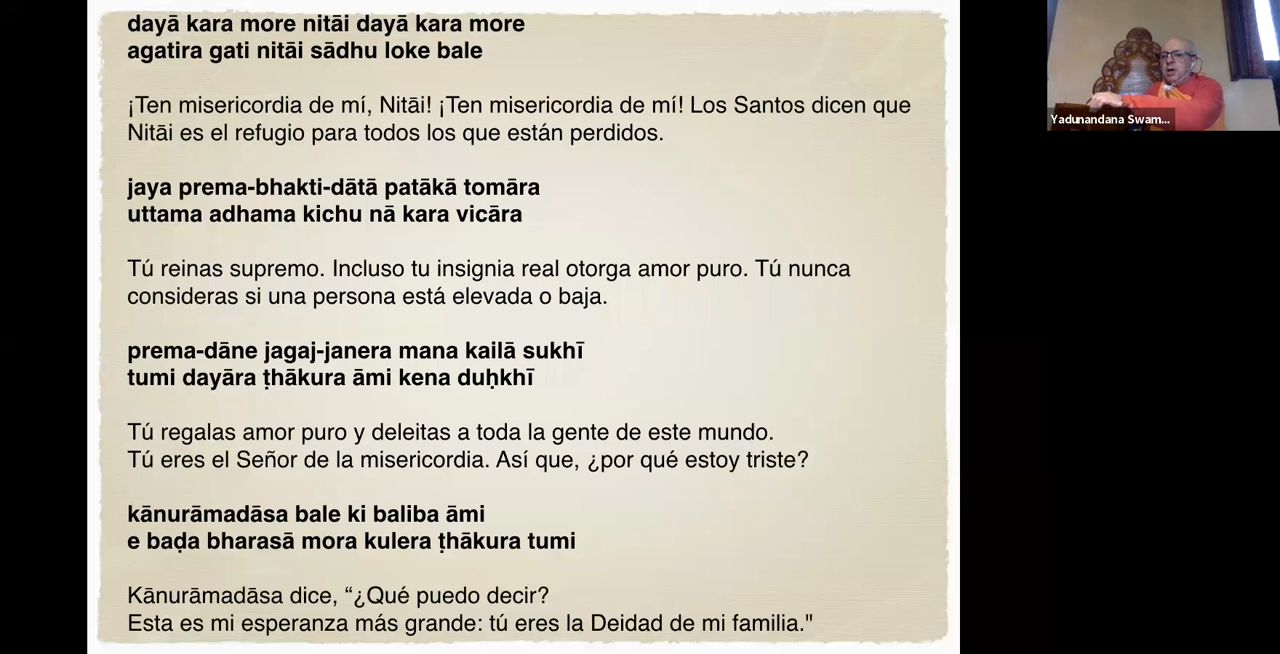 dayā kara more nitāi dayā kara more
agatira gati nitāi sādhu loke bale
¡Ten misericordia de mí, Nitāi! ¡Ten misericordia de mí! Los Santos dicen que
Nitāi es el refugio para todos los que están perdidos.
jaya prema-bhakti-dātā patākā tomāra
uttama adhama kichu nā kara vicāra
Tú reinas supremo. Incluso tu insignia real otorga amor puro. Tú nunca
consideras si una persona está elevada o baja.
prema-dāne jagaj-janera mana kailā sukhī
tumi dayāra ṭhākura āmi kena duḥkhī
Tú regalas amor puro y deleitas a toda la gente de este mundo.
Tú eres el Señor de la misericordia. Así que, ¿por qué estoy triste?
kānurāmadāsa bale ki baliba āmi
e baḍa bharasā mora kulera ṭhākura tumi
Kānurāmadāsa dice, “¿Qué puedo decir?
Esta es mi esperanza más grande: tú eres la Deidad de mi familia."
Yadunandana Swam...